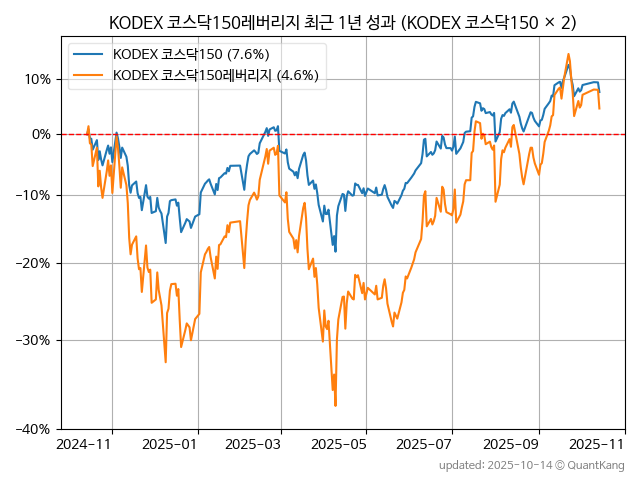 KODEX 코스닥150레버리지 최근 1년 성과 (KODEX 코스닥150 × 2)
KODEX 코스닥150 (7.6%)
KODEX 코스닥150레버리지 (4.6%)
10%
0%
−10%
−20%
−30%
−40%
2024-11 2025-01 2025-03 2025-05 2025-07 2025-09 2025-11
updated: 2025-10-14 © QuantKang